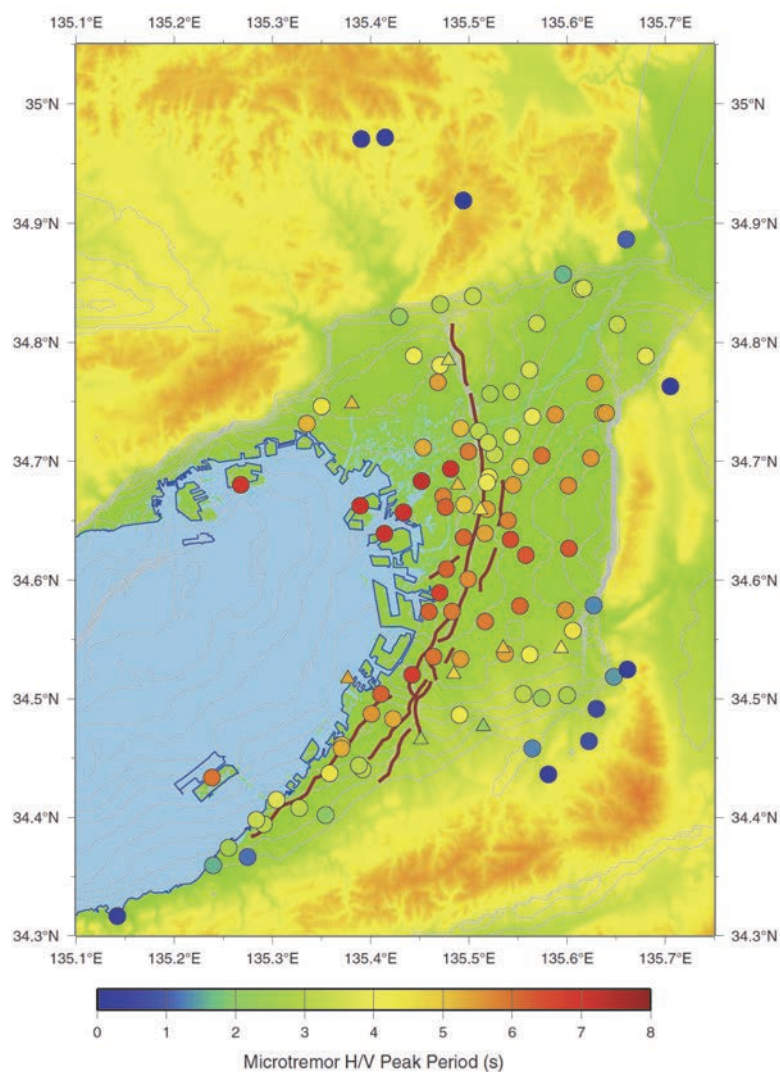 135.1°E 135.2°E 135.3°E 135.4°E 135.5°E 135.6°E 135.7°E
35°N 35°N
34.9°N 34.9°N
34.8°N 34.8°N
34.7°N 34.7°N
34.6°N 34.6°N
34.5°N 34.5°N
34.4°N 34.4°N
34.3°N 34.3°N
135.1°E 135.2°E 135.3°E 135.4°E 135.5°E 135.6°E 135.7°E
0 1 2 3 4 5 6 7 8
Microtremor H/V Peak Period (s)